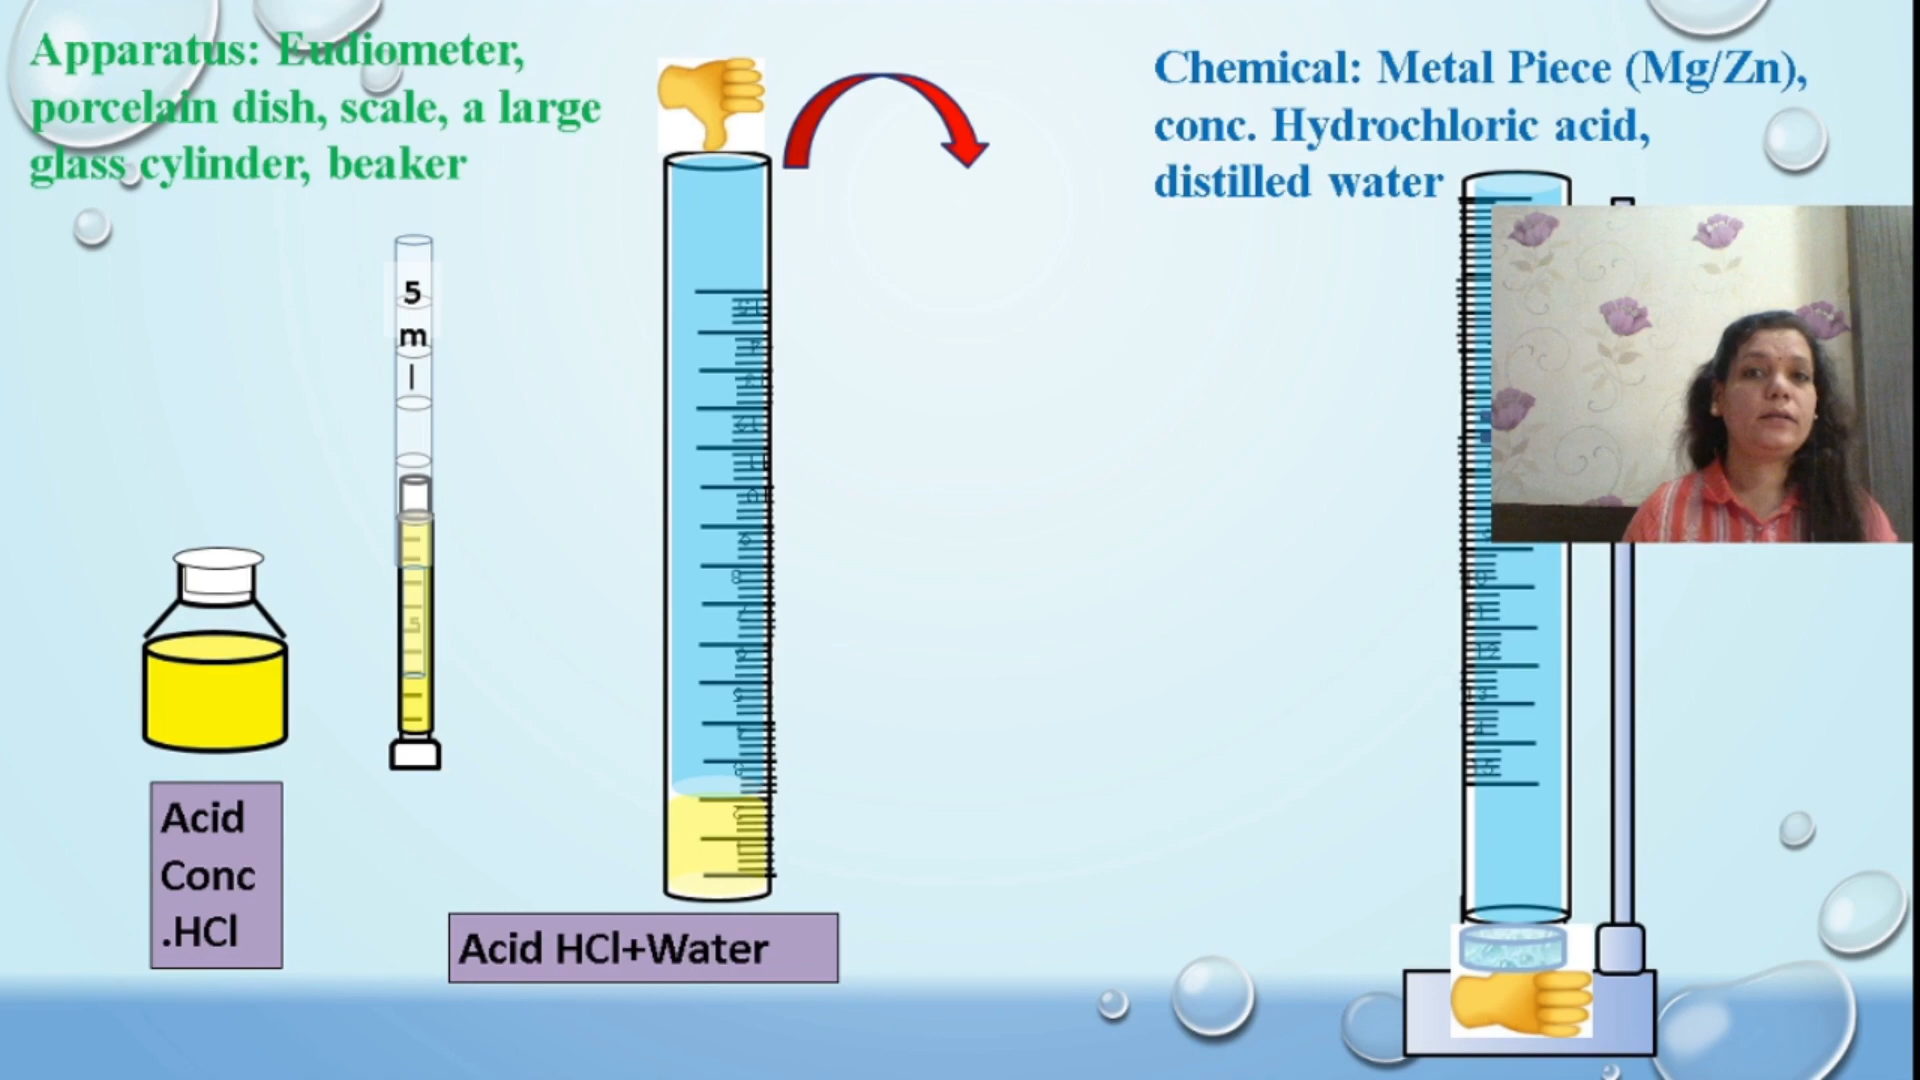 Apparatus: Eudiometer,
porcelain dish, scale, a large
glass cylinder, beaker
Chemical: Metal Piece (Mg/Zn),
conc. Hydrochloric acid,
distilled water
5
m
l
5
Acid
Conc
.HCl
Acid HCl+Water